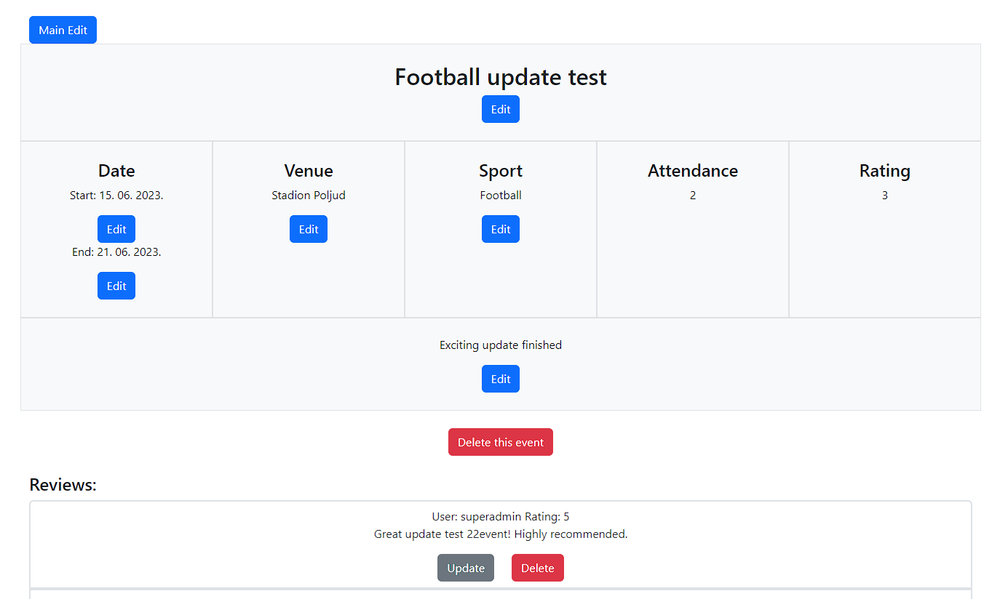 Main Edit
Football update test
Edit
Date
Start: 15. 06. 2023.
Edit
End: 21. 06. 2023.
Edit
Venue
Stadion Poljud
Edit
Sport
Football
Edit
Attendance
2
Rating
3
Exciting update finished
Edit
Delete this event
Reviews:
User: superadmin Rating: 5
Great update test 22event! Highly recommended.
Update Delete